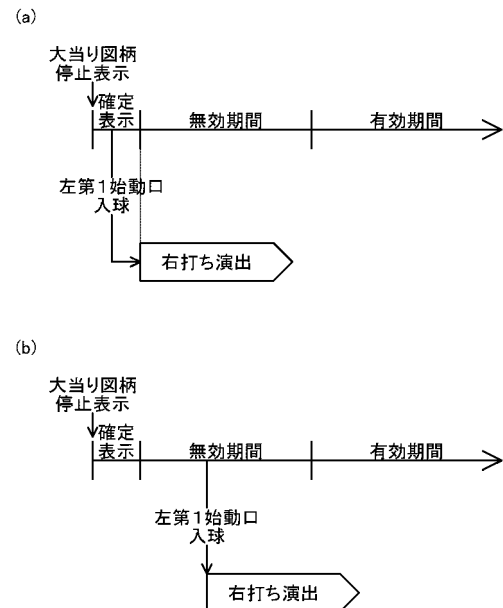 (a)
大当り図柄
停止表示
確定
表示
無効期間
有効期間
左第1始動口
入球
右打ち演出
(b)
大当り図柄
停止表示
確定
表示
無効期間
有効期間
左第1始動口
入球
右打ち演出